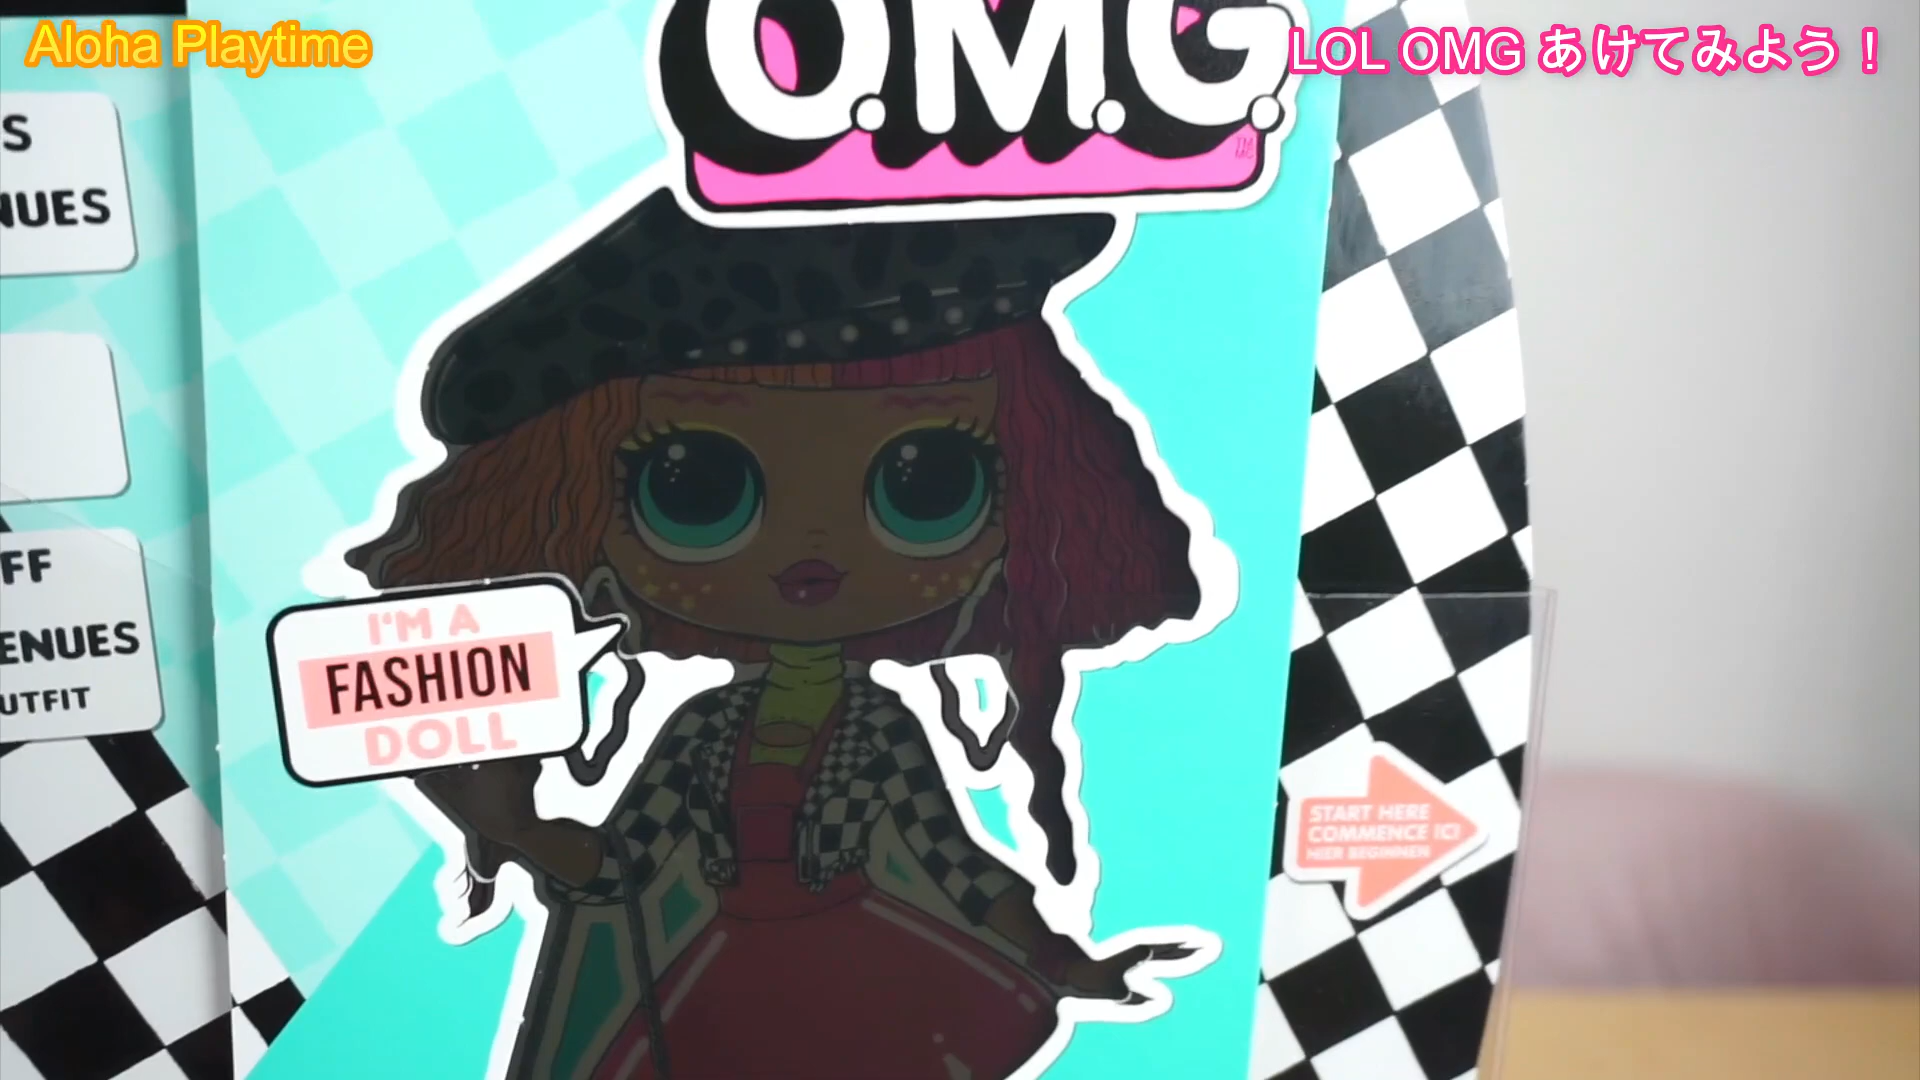 Aloha Playtime
LOL OMG あけてみよう！
O.M.G.
S
NUES
FF
ENUES
UTFIT
I'M A
FASHION
DOLL
START HERE
COMMENCE ICI
HIER BEGINNEN